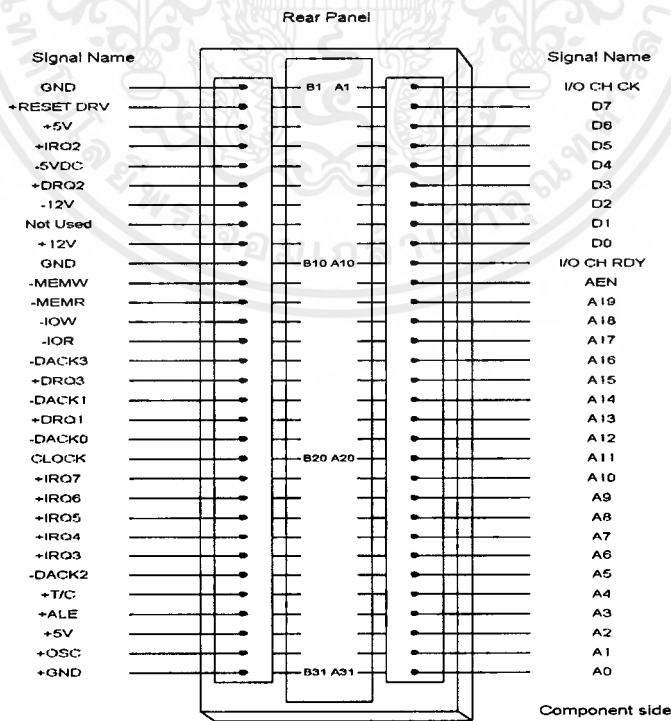 Rear Panel
Signal Name Signal Name
GND B1 A1 I/O CH CK
+RESET DRV D7
+5V D6
+IRQ2 D5
-5VDC D4
+DRQ2 D3
-12V D2
Not Used D1
+12V D0
GND B10 A10 I/O CH RDY
-MEMW AEN
-MEMR A19
-IOW A18
-IOR A17
-DACK3 A16
+DRQ3 A15
-DACK1 A14
+DRQ1 A13
-DACK0 A12
CLOCK B20 A20 A11
+IRQ7 A10
+IRQ6 A9
+IRQ5 A8
+IRQ4 A7
+IRQ3 A6
-DACK2 A5
+T/C A4
+ALE A3
+5V A2
+OSC A1
+GND B31 A31 A0
Component side